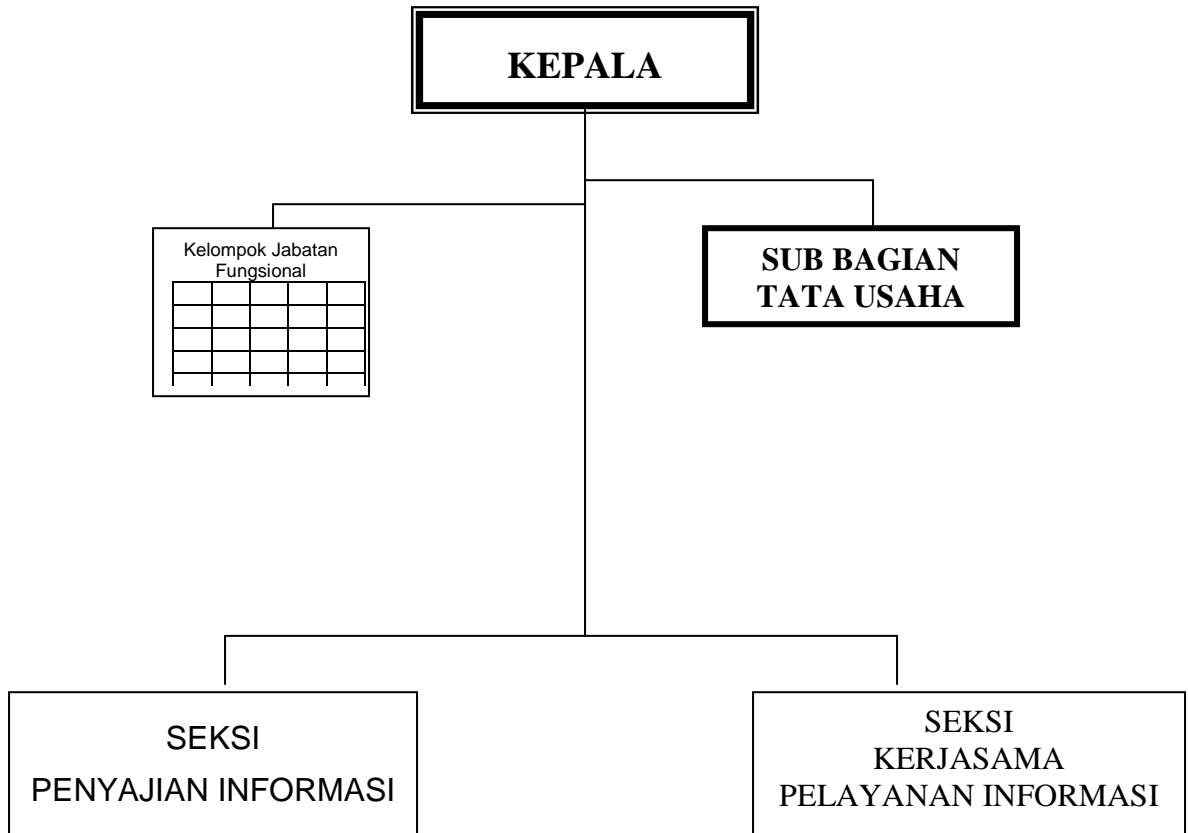 KEPALA
Kelompok Jabatan
Fungsional
SUB BAGIAN
TATA USAHA
SEKSI
PENYAJIAN INFORMASI
SEKSI
KERJASAMA
PELAYANAN INFORMASI